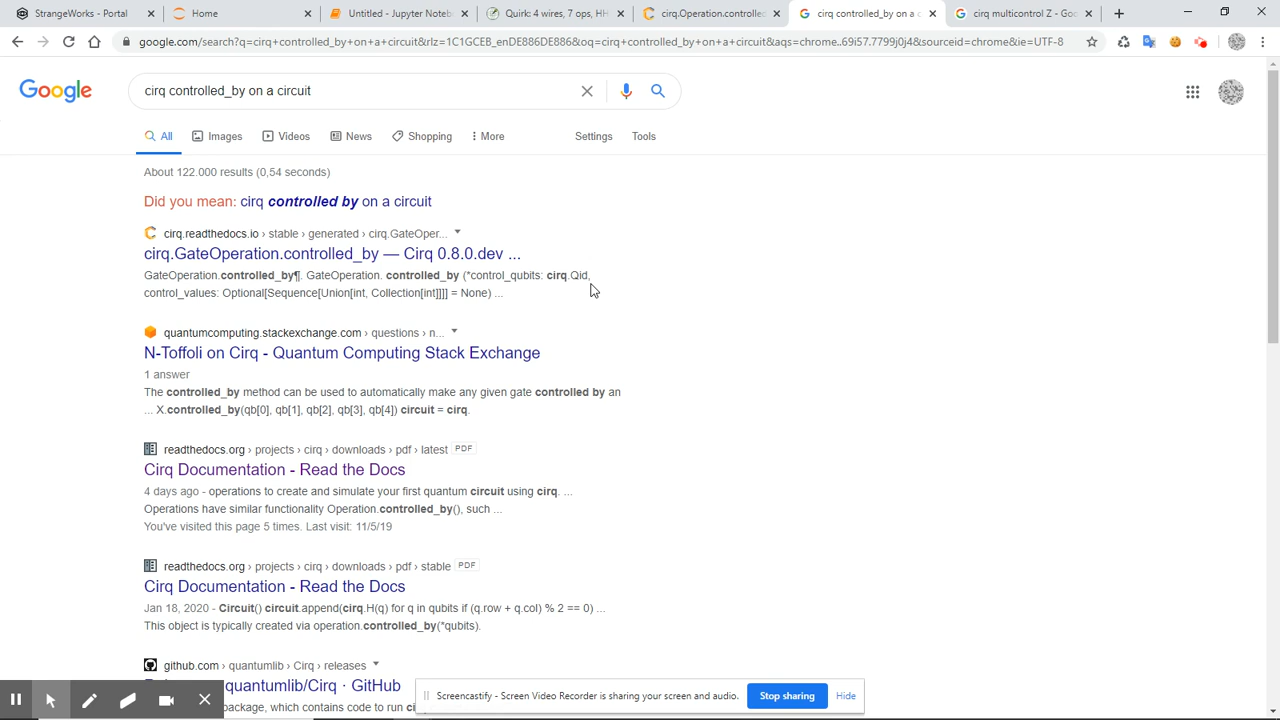 StrangeWorks - Portal
Home
Untitled - Jupyter Noteb
Quirk: 4 wires, 7 ops, HH
cirq.Operation.controlled_
cirq controlled_by on a c
cirq multicontrol Z - Goo
google.com/search?q=cirq+controlled_by+on+a+circuit&rlz=1C1GCEB_enDE886DE886&oq=cirq+controlled_by+on+a+circuit&aqs=chrome..69i57.7799j0j4&sourceid=chrome&ie=UTF-8
Google
cirq controlled_by on a circuit
All
Images
Videos
News
Shopping
More
Settings
Tools
About 122.000 results (0,54 seconds)
Did you mean: cirq controlled by on a circuit
cirq.readthedocs.io › stable › generated › cirq.GateOper...
cirq.GateOperation.controlled_by — Cirq 0.8.0.dev ...
GateOperation.controlled_by¶. GateOperation. controlled_by (*control_qubits: cirq.Qid,
control_values: Optional[Sequence[Union[int, Collection[int]]]] = None) ...
quantumcomputing.stackexchange.com › questions › n...
N-Toffoli on Cirq - Quantum Computing Stack Exchange
1 answer
The controlled_by method can be used to automatically make any given gate controlled by an
... X.controlled_by(qb[0], qb[1], qb[2], qb[3], qb[4]) circuit = cirq.
readthedocs.org › projects › cirq › downloads › pdf › latest PDF
Cirq Documentation - Read the Docs
4 days ago - operations to create and simulate your first quantum circuit using cirq. ...
Operations have similar functionality Operation.controlled_by(), such ...
You've visited this page 5 times. Last visit: 11/5/19
readthedocs.org › projects › cirq › downloads › pdf › stable PDF
Cirq Documentation - Read the Docs
Jan 18, 2020 - Circuit() circuit.append(cirq.H(q) for q in qubits if (q.row + q.col) % 2 == 0) ...
This object is typically created via operation.controlled_by(*qubits).
github.com › quantumlib › Cirq › releases
quantumlib/Cirq · GitHub
package, which contains code to run
Screencastify - Screen Video Recorder is sharing your screen and audio.
Stop sharing
Hide